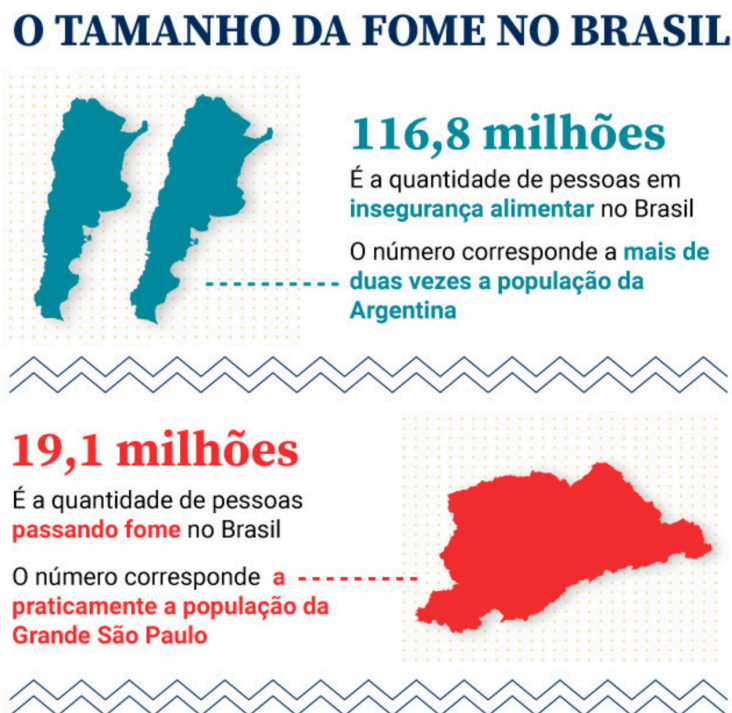 O TAMANHO DA FOME NO BRASIL
116,8 milhões
É a quantidade de pessoas em
insegurança alimentar no Brasil
O número corresponde a mais de
duas vezes a população da
Argentina
19,1 milhões
É a quantidade de pessoas
passando fome no Brasil
O número corresponde a
praticamente a população da
Grande São Paulo